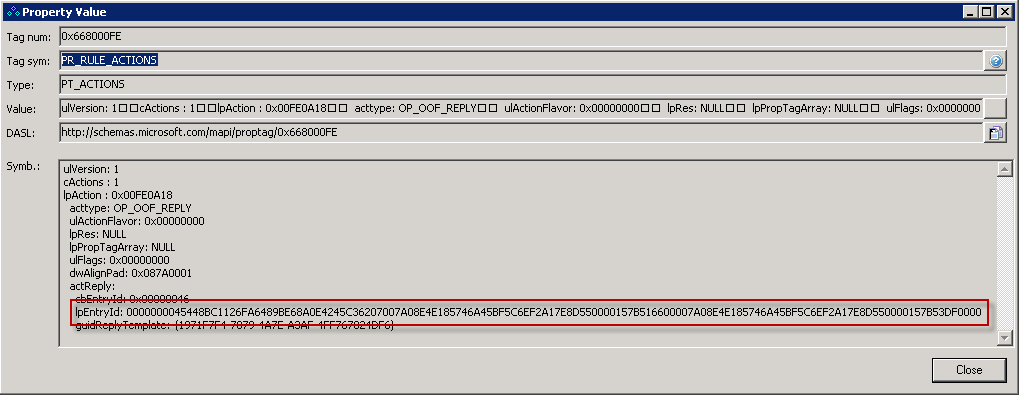 Property Value
Tag num: 0x668000FE
Tag sym: PR_RULE_ACTIONS
Type: PT_ACTIONS
Value: ulVersion: 1□□cActions : 1□□lpAction : 0x00FE0A18□□ acttype: OP_OOF_REPLY□□ ulActionFlavor: 0x00000000□□ lpRes: NULL□□ lpPropTagArray: NULL□□ ulFlags: 0x0000000
DASL: http://schemas.microsoft.com/mapi/proptag/0x668000FE
Symb.: ulVersion: 1
cActions : 1
lpAction : 0x00FE0A18
acttype: OP_OOF_REPLY
ulActionFlavor: 0x00000000
lpRes: NULL
lpPropTagArray: NULL
ulFlags: 0x00000000
dwAlignPad: 0x087A0001
actReply:
cbEntryId: 0x00000046
lpEntryId: 0000000045448BC1126FA6489BE68A0E4245C36207007A08E4E185746A45BF5C6EF2A17E8D550000157B516600007A08E4E185746A45BF5C6EF2A17E8D550000157B53DF0000
guidReplyTemplate: {1971F7F4-7879-4A7E-A3AF-4FF767824DF6}
Close